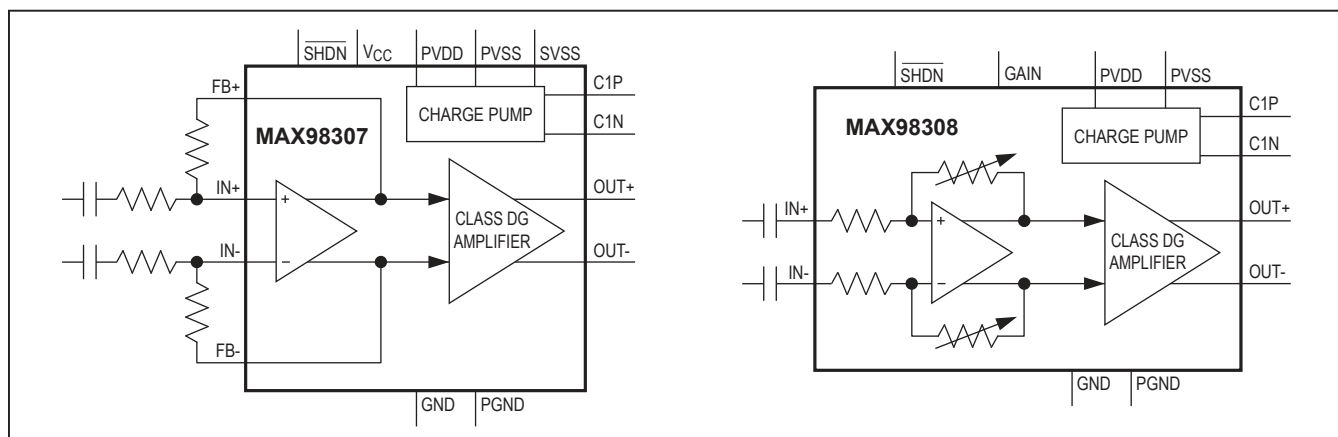 SHDN
VCC
PVDD
PVSS
SVSS
FB+
C1P
CHARGE PUMP
C1N
MAX98307
IN+
+
OUT+
CLASS DG
AMPLIFIER
IN-
−
OUT-
FB-
GND
PGND
SHDN
GAIN
PVDD
PVSS
C1P
MAX98308
CHARGE PUMP
C1N
IN+
+
OUT+
CLASS DG
AMPLIFIER
IN-
−
OUT-
GND
PGND